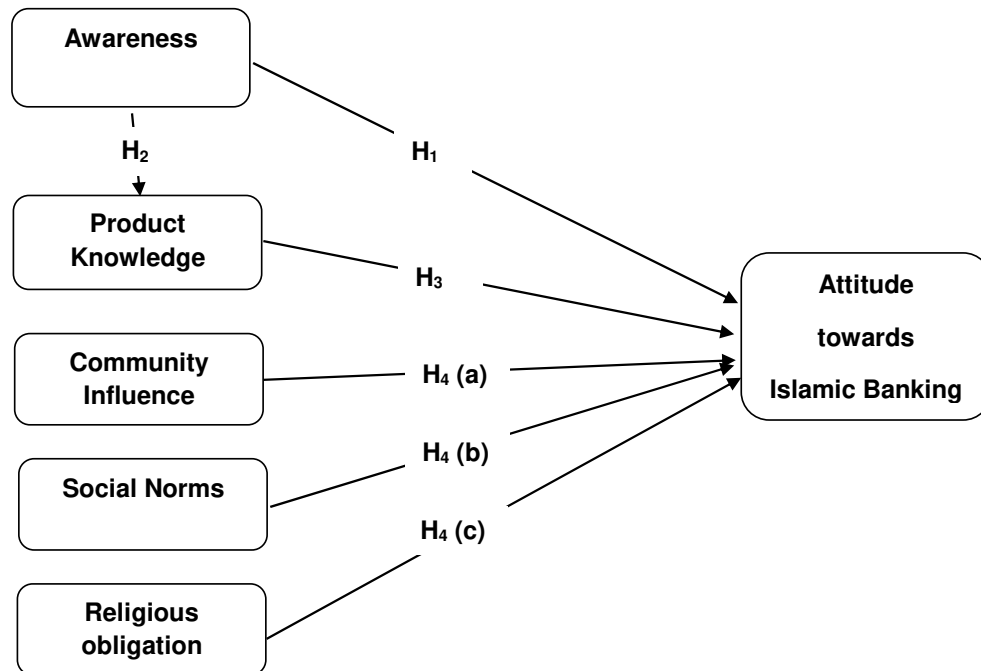 Awareness
H₂
H₁
Product
Knowledge
H₃
Community
Influence
H₄ (a)
Social Norms
H₄ (b)
Religious
obligation
H₄ (c)
Attitude
towards
Islamic Banking